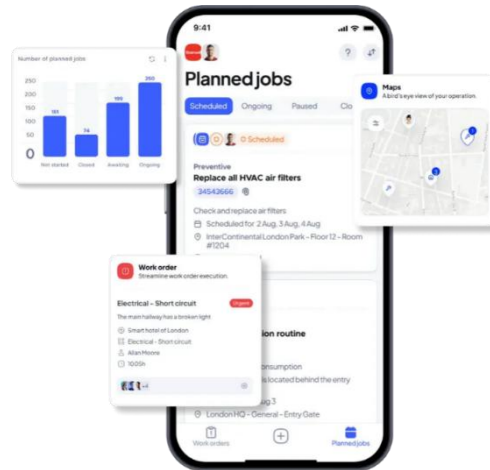 9:41
?
Planned jobs
Scheduled
Ongoing
Paused
Clo
0 Scheduled
Preventive
Replace all HVAC air filters
34543666
Check and replace air filters
Scheduled for 2 Aug, 3 Aug, 4 Aug
InterContinental London Park - Floor 12 - Room
#1204
ion routine
onsumption
is located behind the entry
ug 3
London HQ - General - Entry Gate
Work orders
Planned jobs
Number of planned jobs
250
200
150
100
50
0
74
250
Not started
Closed
Awaiting
Ongoing
Maps
A bird's eye view of your operation.
Work order
Streamline work order execution.
Electrical - Short circuit
Urgent
The main hallway has a broken light
Smart hotel of London
Electrical - Short circuit
Allan Moore
10:05h
+4